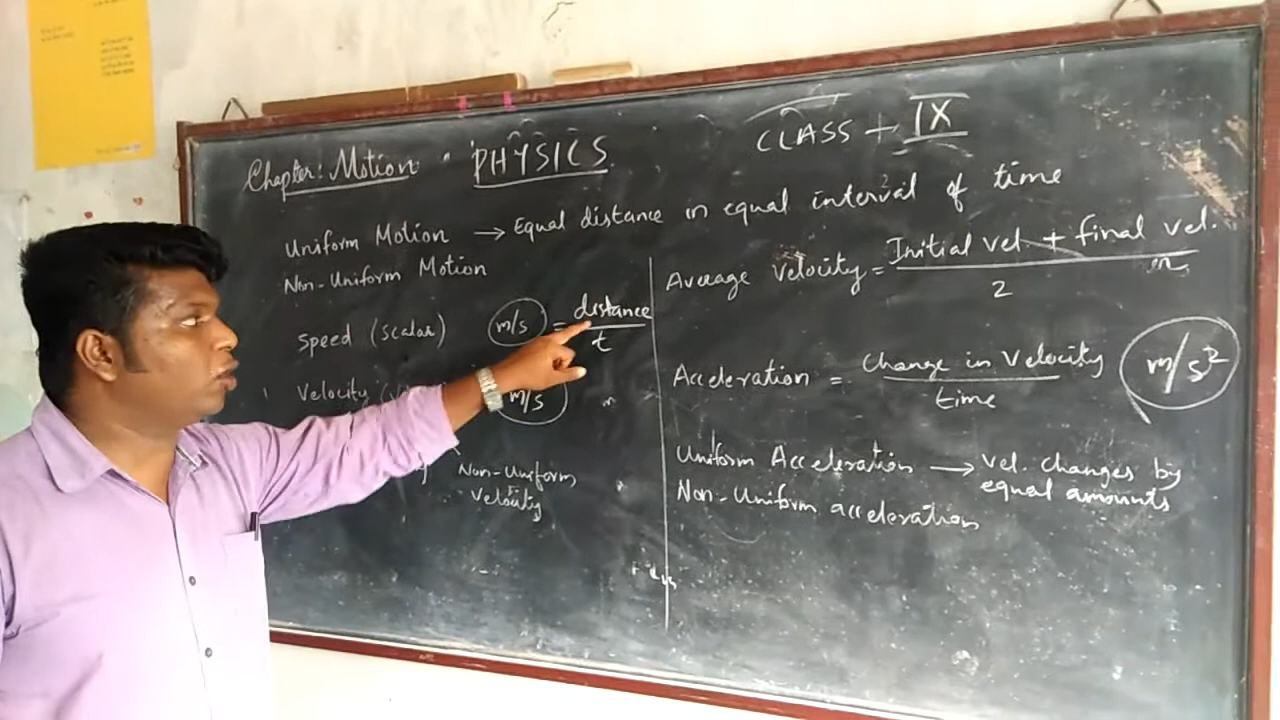 Chapter: Motion PHYSICS
CLASS - IX
Uniform Motion → Equal distance in equal interval of time
Non-Uniform Motion
Speed (Scalar) m/s = distance
t
Velocity m/s
Non-Uniform
Velocity
Average Velocity = Initial vel + final vel.
2
Acceleration = Change in Velocity
time
m/s²
Uniform Acceleration → vel. changes by
equal amounts
Non-Uniform acceleration